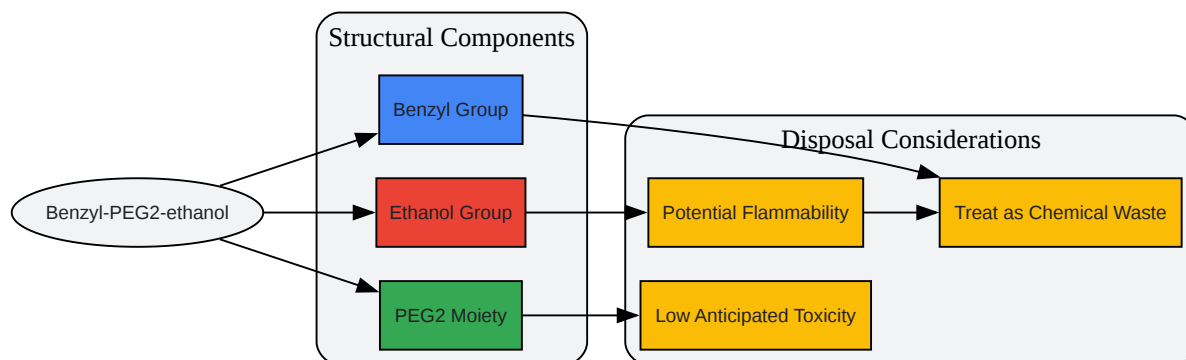 Structural Components
Benzyl Group
Disposal Considerations
Benzyl-PEG2-ethanol
Ethanol Group
Potential Flammability
Treat as Chemical Waste
PEG2 Moiety
Low Anticipated Toxicity